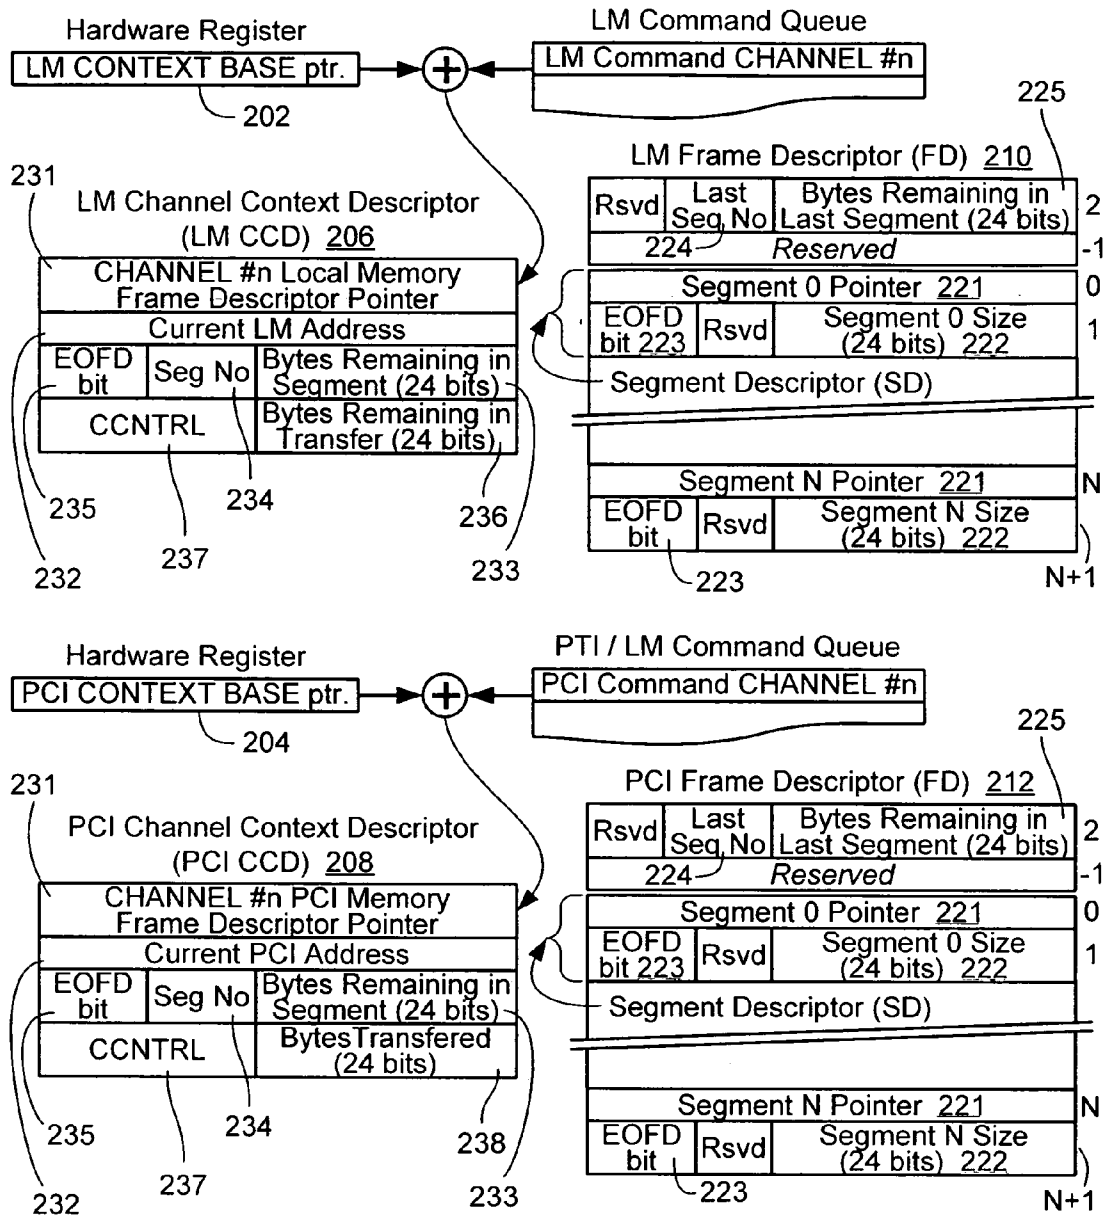 Hardware Register
LM CONTEXT BASE ptr.
202
LM Command Queue
LM Command CHANNEL #n
225
LM Frame Descriptor (FD) 210
Rsvd
Last
Seg No
Bytes Remaining in
Last Segment (24 bits)
2
224
Reserved
-1
Segment 0 Pointer 221
0
EOFD
bit 223
Rsvd
Segment 0 Size
(24 bits) 222
1
Segment Descriptor (SD)
Segment N Pointer 221
N
EOFD
bit
Rsvd
Segment N Size
(24 bits) 222
223
N+1
231
LM Channel Context Descriptor
(LM CCD) 206
CHANNEL #n Local Memory
Frame Descriptor Pointer
Current LM Address
EOFD
bit
Seg No
Bytes Remaining in
Segment (24 bits)
CCNTRL
Bytes Remaining in
Transfer (24 bits)
235
234
236
237
232
233
Hardware Register
PCI CONTEXT BASE ptr.
204
PTI / LM Command Queue
PCI Command CHANNEL #n
225
PCI Frame Descriptor (FD) 212
Rsvd
Last
Seg No
Bytes Remaining in
Last Segment (24 bits)
2
224
Reserved
-1
Segment 0 Pointer 221
0
EOFD
bit 223
Rsvd
Segment 0 Size
(24 bits) 222
1
Segment Descriptor (SD)
Segment N Pointer 221
N
EOFD
bit
Rsvd
Segment N Size
(24 bits) 222
223
N+1
231
PCI Channel Context Descriptor
(PCI CCD) 208
CHANNEL #n PCI Memory
Frame Descriptor Pointer
Current PCI Address
EOFD
bit
Seg No
Bytes Remaining in
Segment (24 bits)
CCNTRL
BytesTransfered
(24 bits)
235
234
238
237
232
233